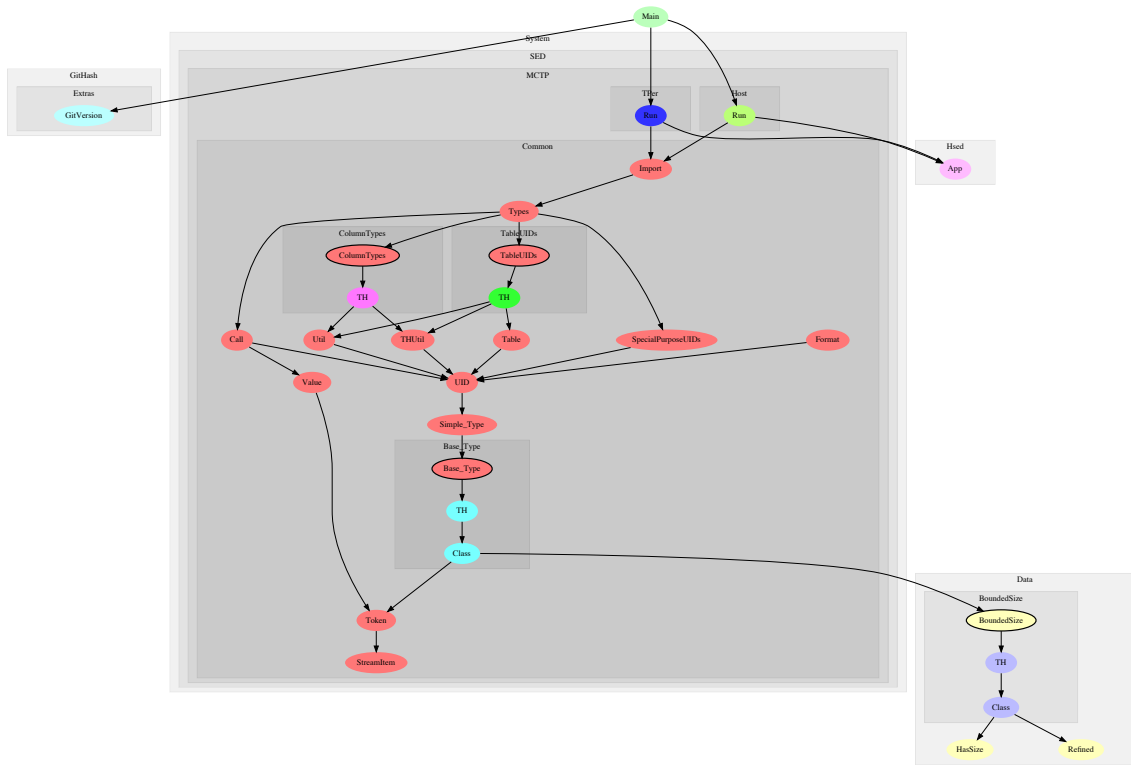 Main
System
SED
GitHash
MCTP
Extras
TPer
Host
GitVersion
Run
Run
Common
Hsed
Import
App
Types
ColumnTypes
TableUIDs
ColumnTypes
TableUIDs
TH
TH
Call
Util
THUtil
Table
SpecialPurposeUIDs
Format
Value
UID
Simple_Type
Base_Type
Base_Type
TH
Class
Data
BoundedSize
Token
BoundedSize
StreamItem
TH
Class
HasSize
Refined